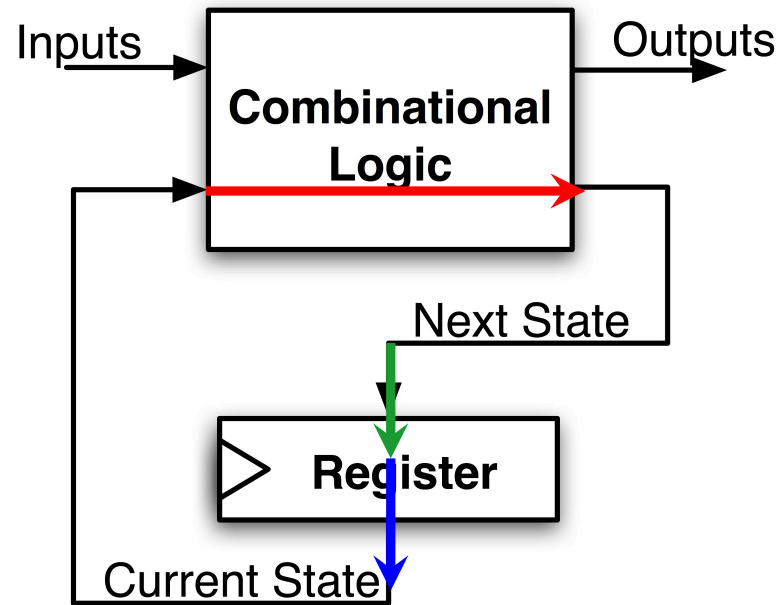 Inputs
Outputs
Combinational
Logic
Next State
Register
Current State